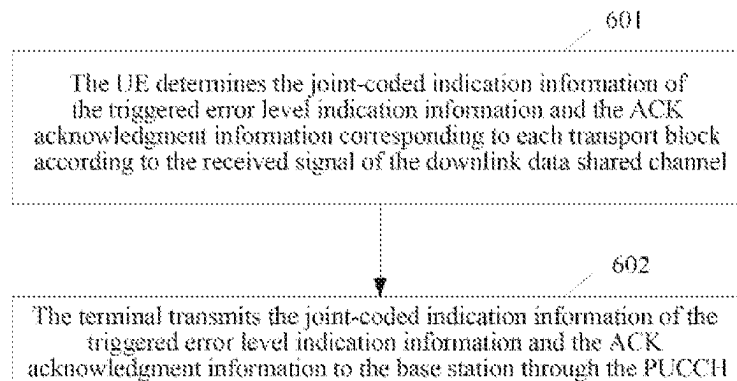 601
The UE determines the joint-coded indication information of
the triggered error level indication information and the ACK
acknowledgment information corresponding to each transport block
according to the received signal of the downlink data shared channel
602
The terminal transmits the joint-coded indication information of the
triggered error level indication information and the ACK
acknowledgment information to the base station through the PUCCH